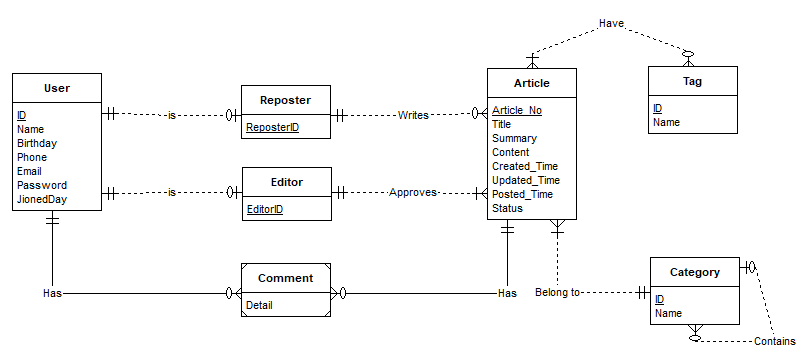 Have
User
ID
Name
Birthday
Phone
Email
Password
JionedDay
is
Reposter
ReposterID
Writes
Article
Article_No
Title
Summary
Content
Created_Time
Updated_Time
Posted_Time
Status
Tag
ID
Name
is
Editor
EditorID
Approves
Has
Comment
Detail
Has
Belong to
Category
ID
Name
Contains